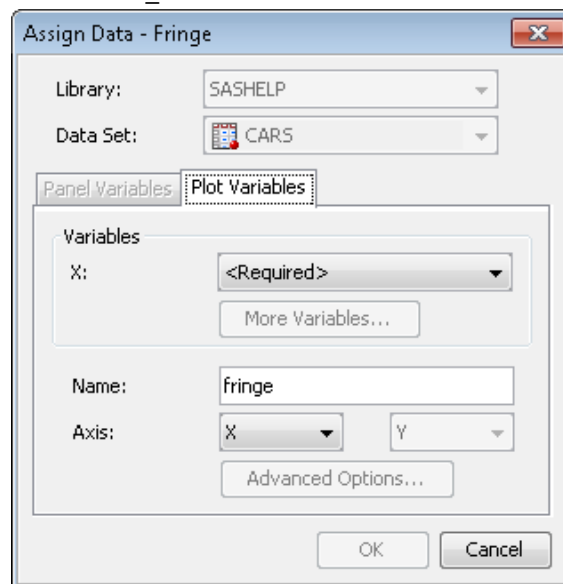 Assign Data - Fringe
Library: SASHELP
Data Set: CARS
Panel Variables Plot Variables
Variables
X: <Required>
More Variables...
Name: fringe
Axis: X Y
Advanced Options...
OK Cancel